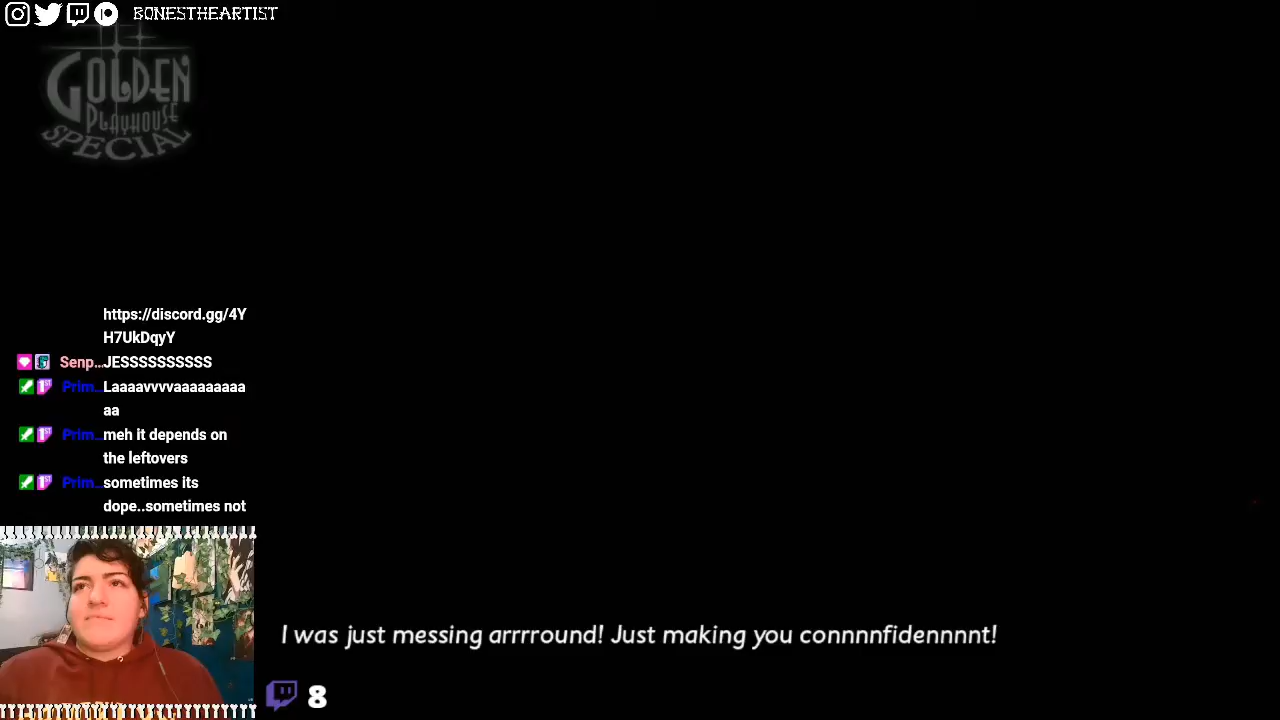 BONESTHEARTIST
GOLDEN
PLAYHOUSE
SPECIAL
https://discord.gg/4Y
H7UkDqyY
Senp...JESSSSSSSSSS
Prim...Laaaavvvvaaaaaaaaa
aa
Prim...meh it depends on
the leftovers
Prim...sometimes its
dope..sometimes not
I was just messing arrrround! Just making you connnnfidennnnt!
8